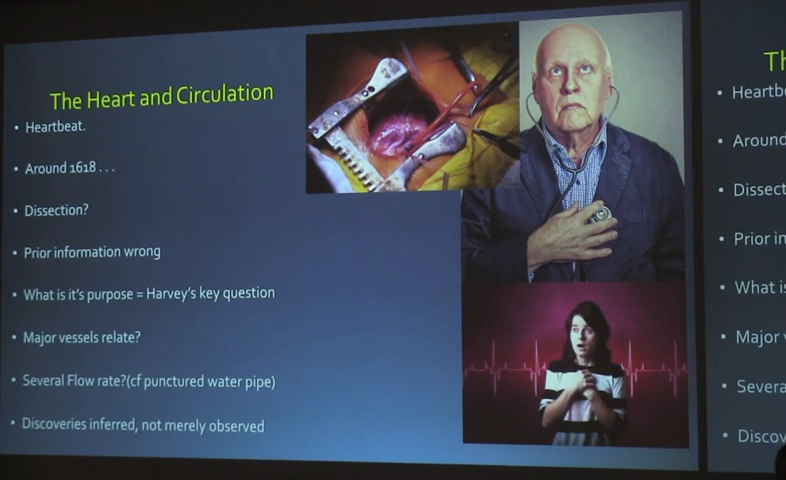 The Heart and Circulation
• Heartbeat.
• Around 1618 . . .
• Dissection?
• Prior information wrong
• What is it's purpose = Harvey's key question
• Major vessels relate?
• Several Flow rate?(cf punctured water pipe)
• Discoveries inferred, not merely observed
Th
• Heartbe
• Around
• Dissect
• Prior in
• What is
• Major v
• Severa
• Discov